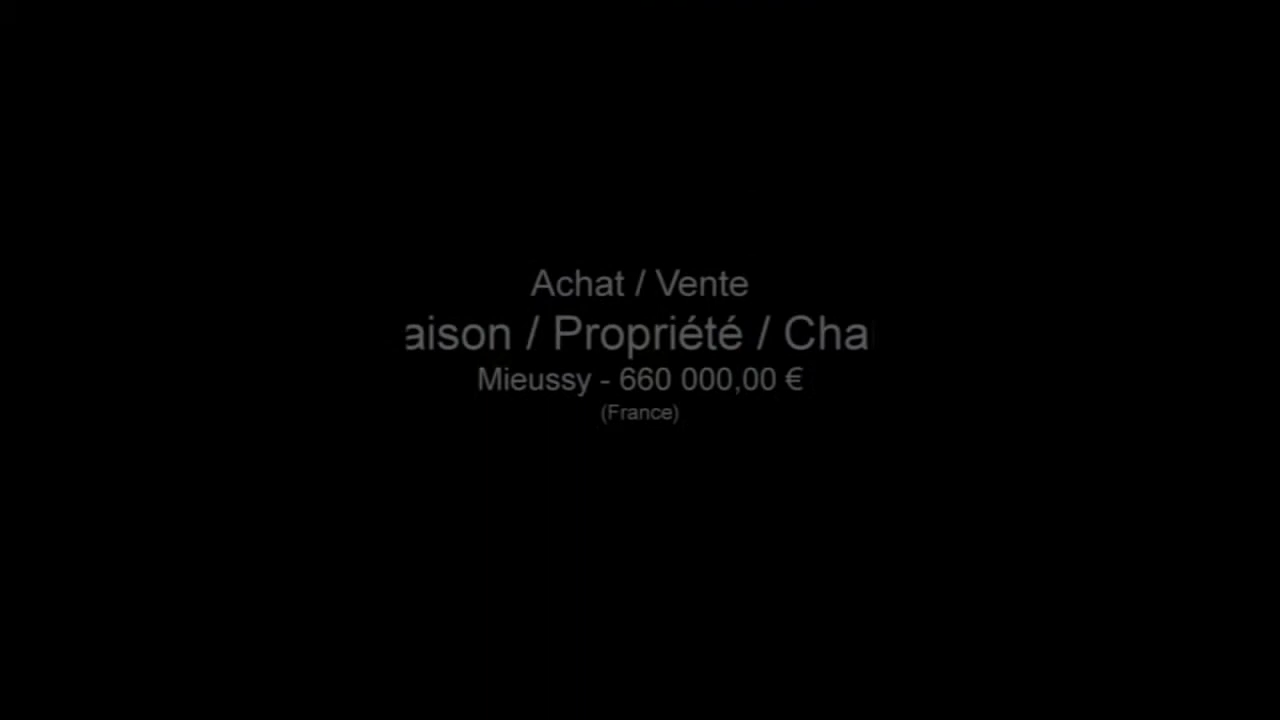 Achat / Vente
aison / Propriété / Cha
Mieussy - 660 000,00 €
(France)